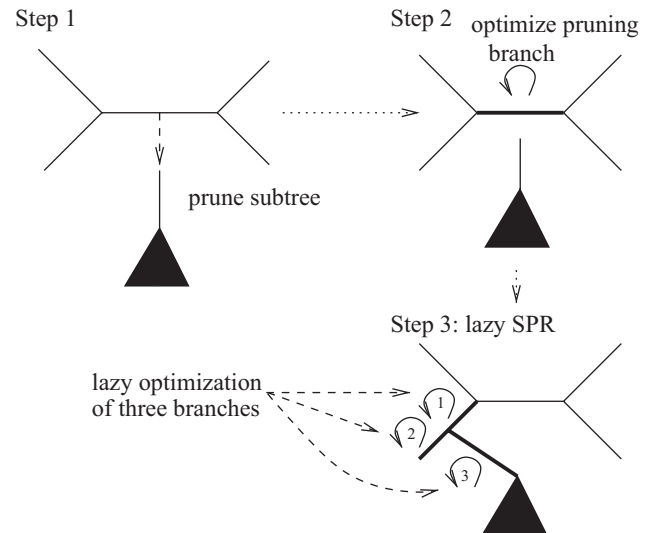 Step 1
Step 2
optimize pruning
branch
prune subtree
Step 3: lazy SPR
lazy optimization
of three branches
1
2
3